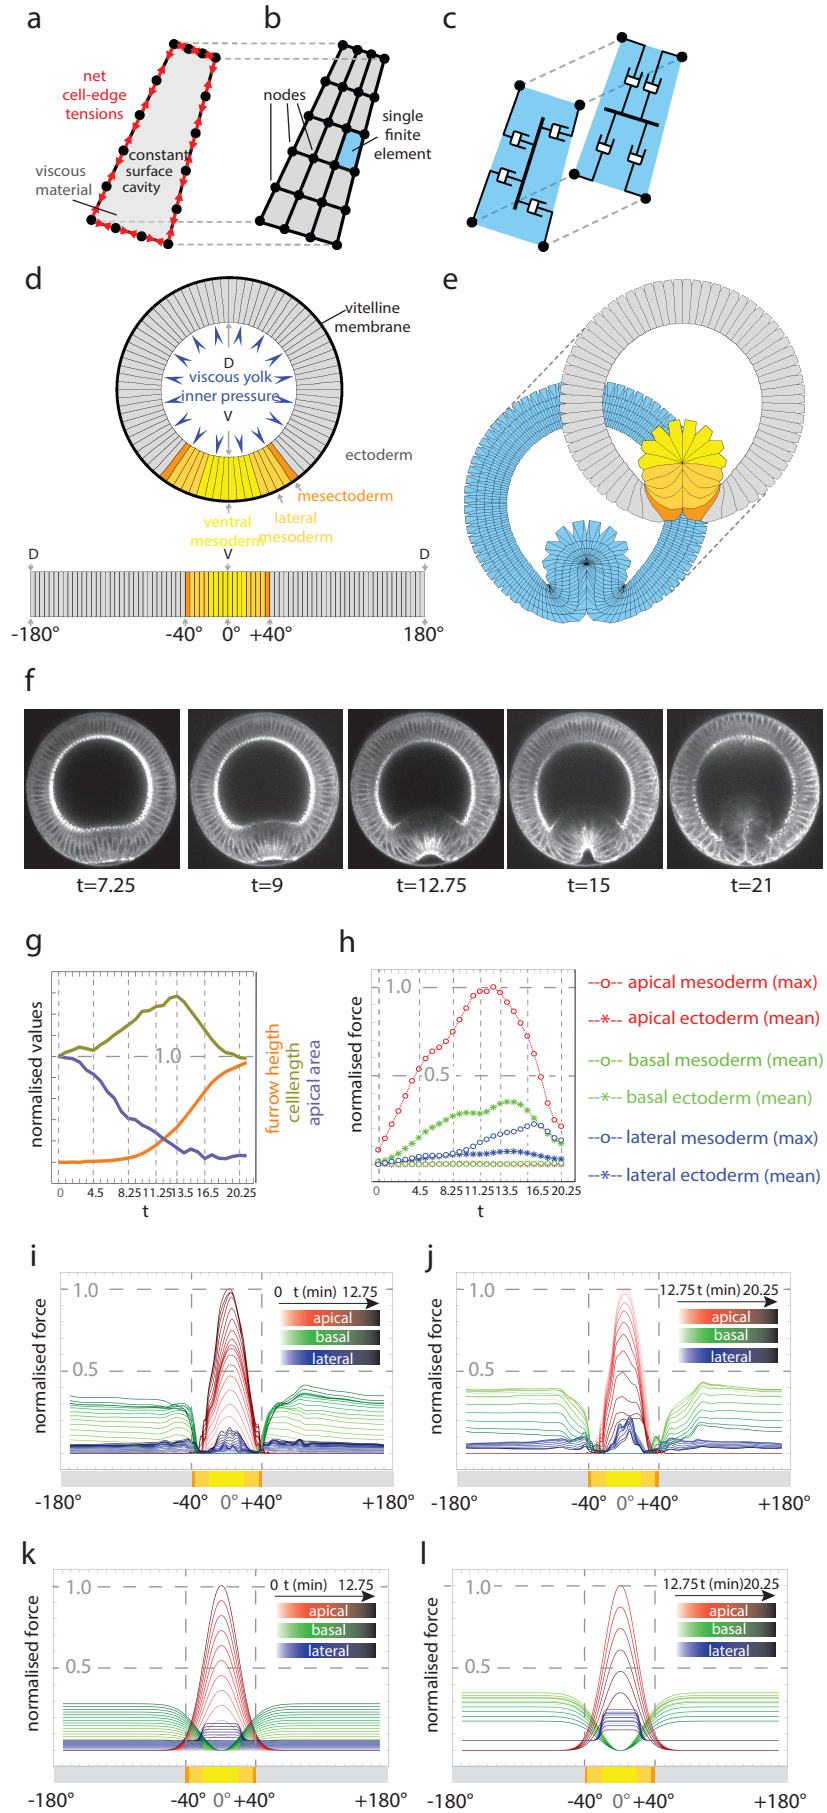 a
b
c
net
cell-edge
tensions
nodes
single
finite
element
constant
surface
cavity
viscous
material
d
e
vitelline
membrane
D
viscous yolk
inner pressure
V
ectoderm
mesectoderm
ventral
mesoderm
lateral
mesoderm
D
V
D
-180°
-40°
0°
+40°
180°
f
t=7.25
t=9
t=12.75
t=15
t=21
g
h
normalised values
1.0
furrow heigth
celllength
apical area
0
4.5
8.25
11.25
13.5
16.5
20.25
t
normalised force
1.0
0.5
0
4.5
8.25
11.25
13.5
16.5
20.25
t
--o-- apical mesoderm (max)
--*-- apical ectoderm (mean)
--o-- basal mesoderm (mean)
--*-- basal ectoderm (mean)
--o-- lateral mesoderm (max)
--*-- lateral ectoderm (mean)
i
j
normalised force
1.0
0.5
0 t (min) 12.75
apical
basal
lateral
-180°
-40°
0°
+40°
+180°
normalised force
1.0
0.5
12.75 t (min) 20.25
apical
basal
lateral
-180°
-40°
0°
+40°
+180°
k
l
normalised force
1.0
0.5
0 t (min) 12.75
apical
basal
lateral
-180°
-40°
0°
+40°
+180°
normalised force
1.0
0.5
12.75 t (min) 20.25
apical
basal
lateral
-180°
-40°
0°
+40°
+180°